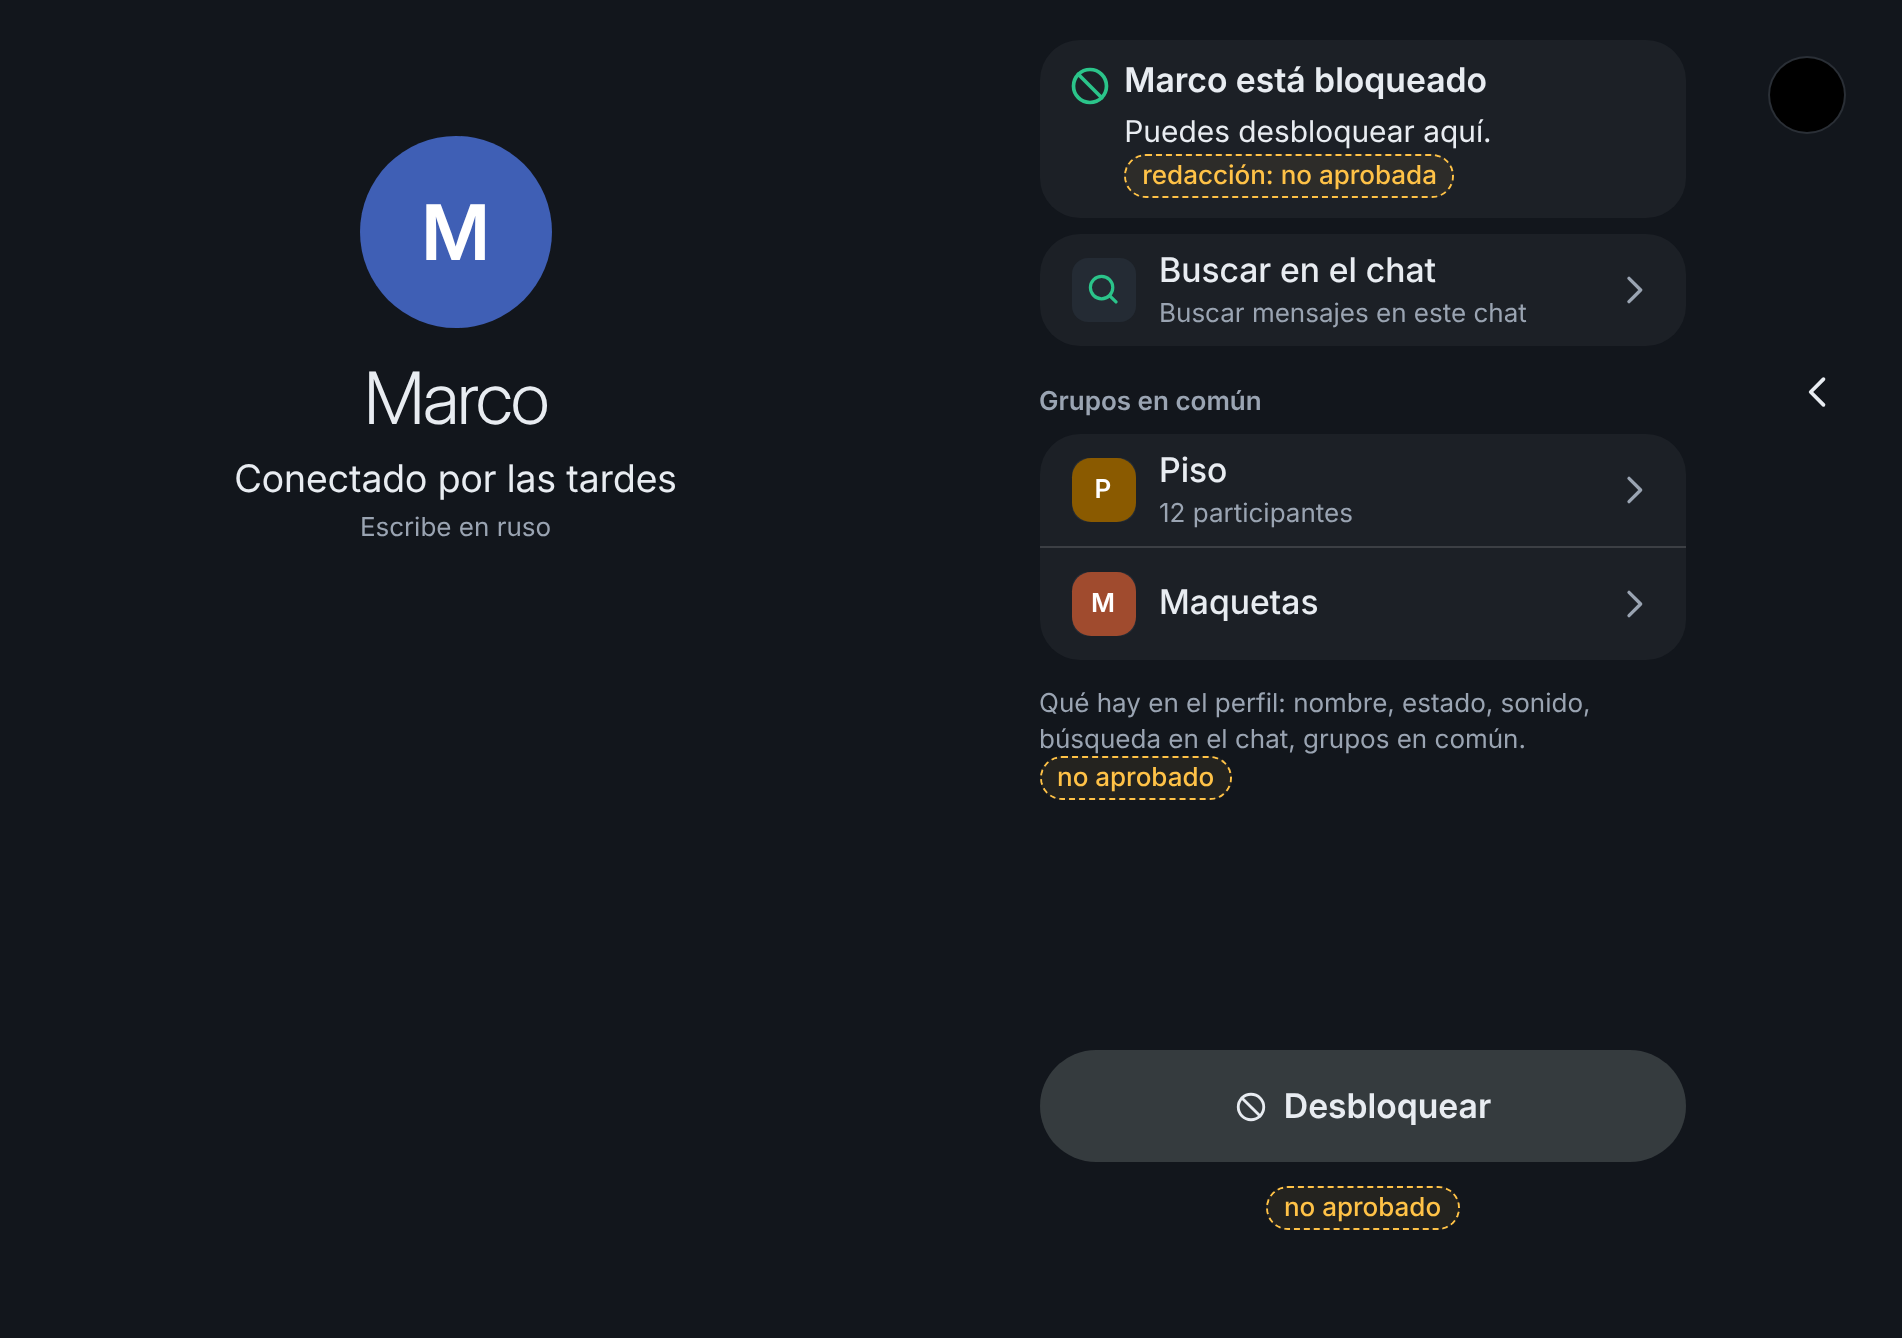 M
Marco
Conectado por las tardes
Escribe en ruso
Marco está bloqueado
Puedes desbloquear aquí.
redacción: no aprobada
Buscar en el chat
Buscar mensajes en este chat
Grupos en común
P
Piso
12 participantes
M
Maquetas
Qué hay en el perfil: nombre, estado, sonido,
búsqueda en el chat, grupos en común.
no aprobado
Desbloquear
no aprobado